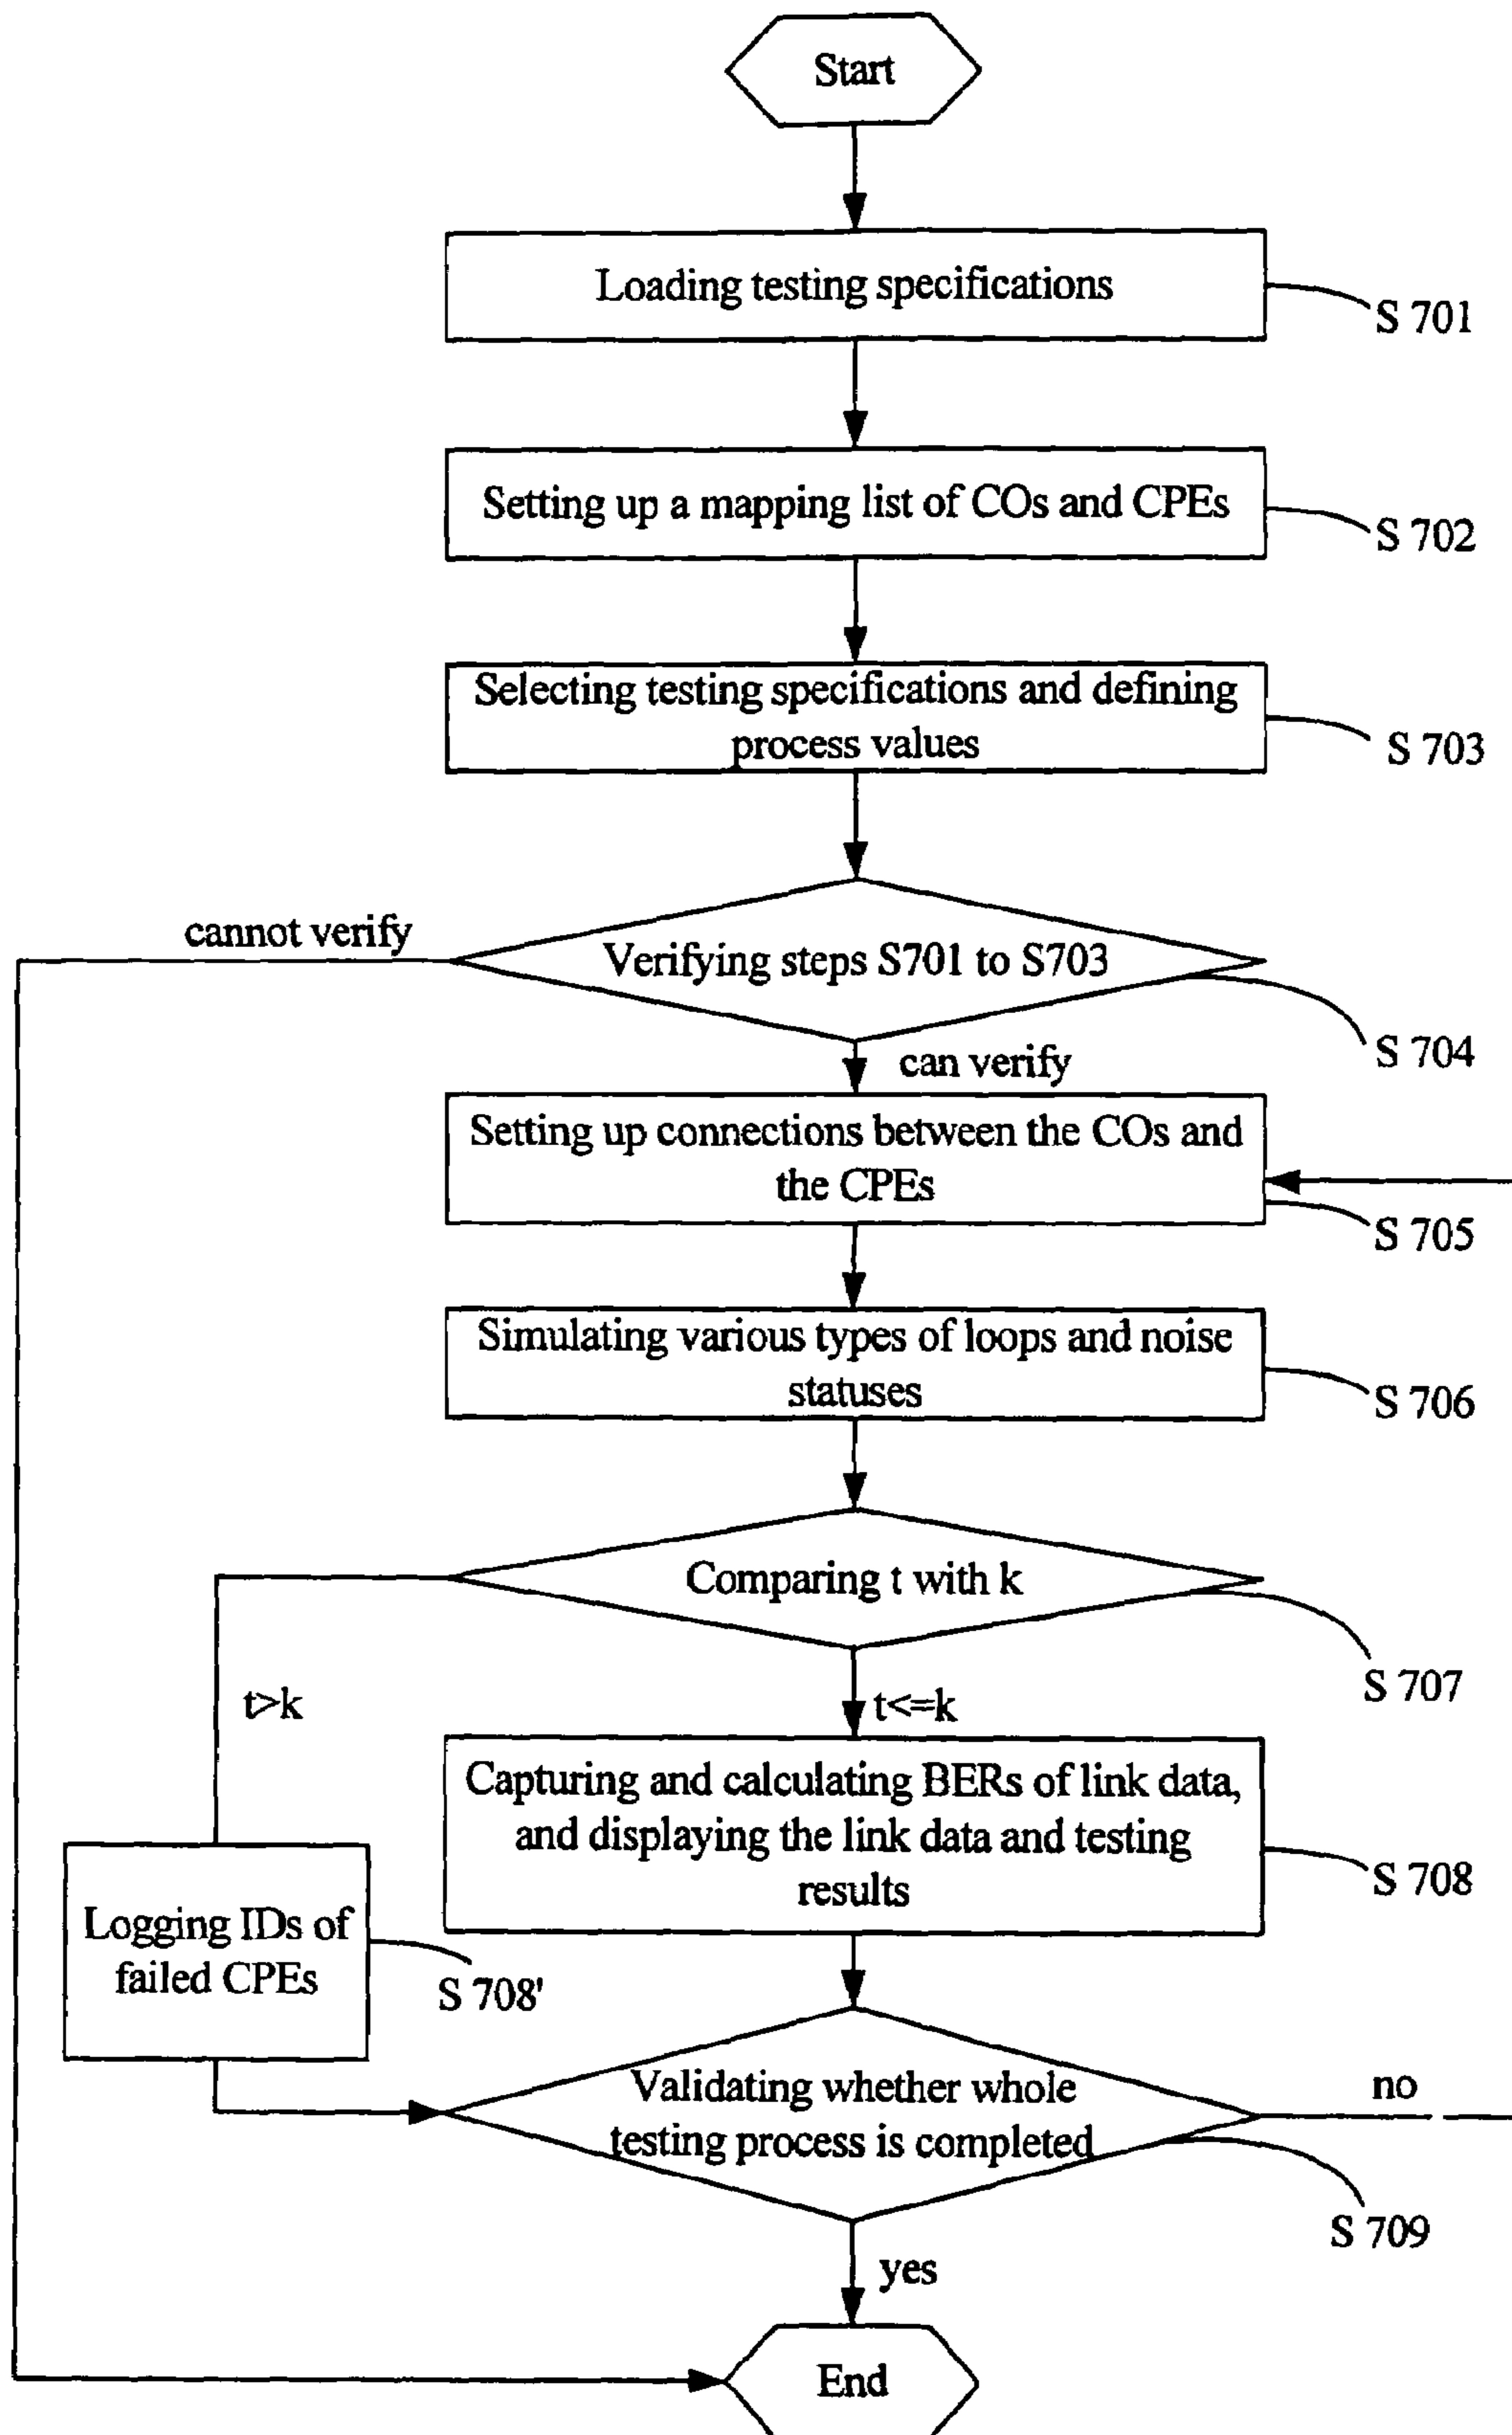 Start
Loading testing specifications
S 701
Setting up a mapping list of COs and CPEs
S 702
Selecting testing specifications and defining
process values
S 703
cannot verify
Verifying steps S701 to S703
S 704
can verify
Setting up connections between the COs and
the CPEs
S 705
Simulating various types of loops and noise
statuses
S 706
Comparing t with k
S 707
t>k
t<=k
Capturing and calculating BERs of link data,
and displaying the link data and testing
results
S 708
Logging IDs of
failed CPEs
S 708'
Validating whether whole
testing process is completed
no
S 709
yes
End